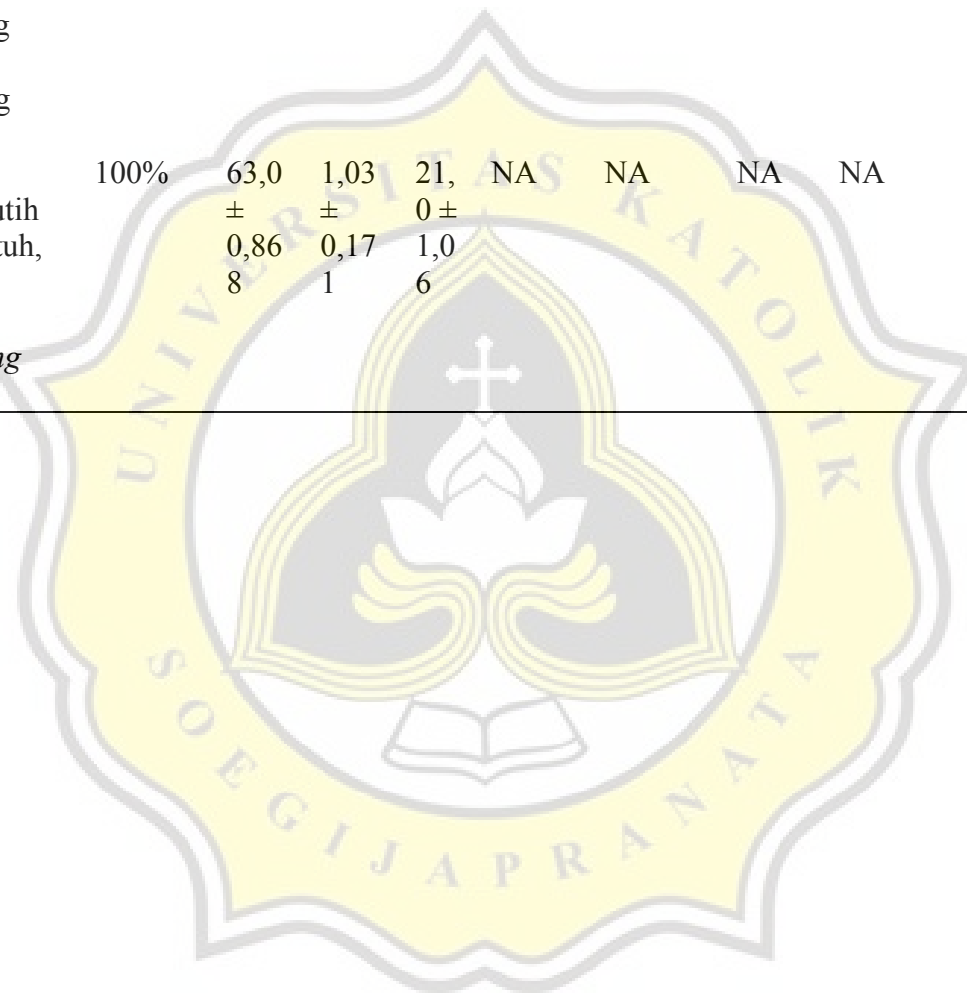 g
g
100% 63,0 1,03 21, NA NA NA NA
utih ± ± 0 ±
tuh, 0,86 0,17 1,0
8 1 6
ng
UNIVERSITAS KATOLIK
SOEGIJAPRANATA